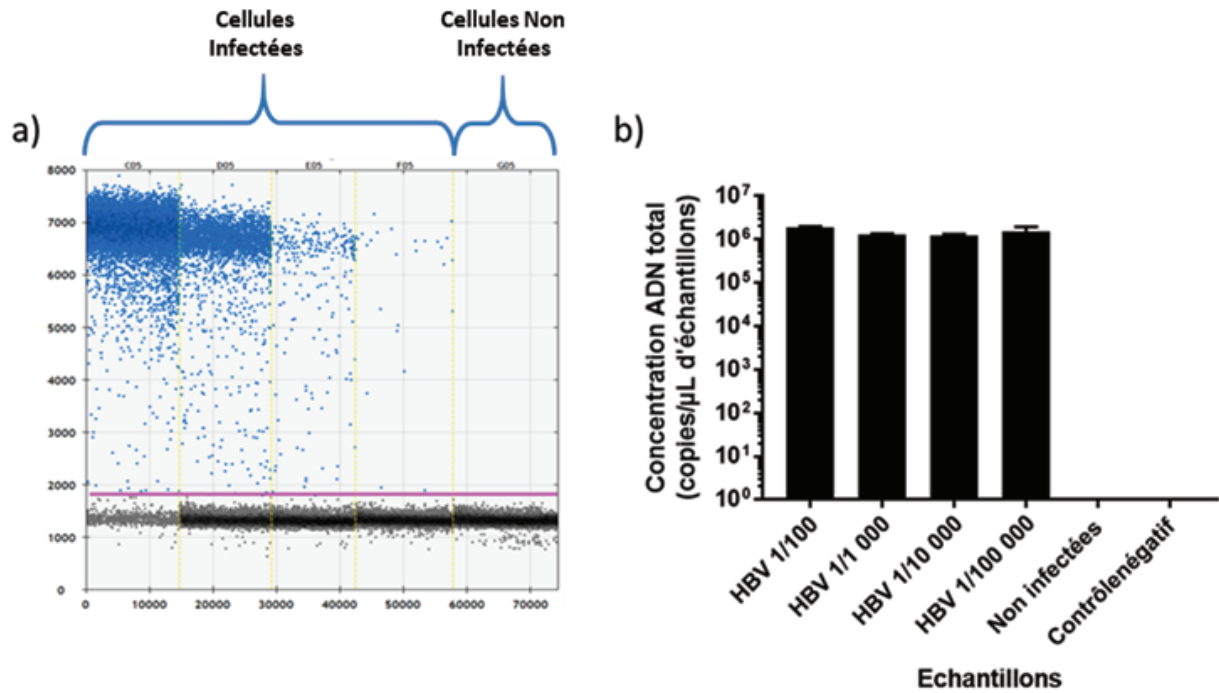 Cellules
Infectées
Cellules Non
Infectées
a)
C05 D05 E05 F05 G05
8000
7000
6000
5000
4000
3000
2000
1000
0
0 10000 20000 30000 40000 50000 60000 70000
b)
Concentration ADN total
(copies/µL d'échantillons)
10⁷
10⁶
10⁵
10⁴
10³
10²
10¹
10⁰
HBV 1/100
HBV 1/1 000
HBV 1/10 000
HBV 1/100 000
Non infectées
Contrôlenégatif
Echantillons